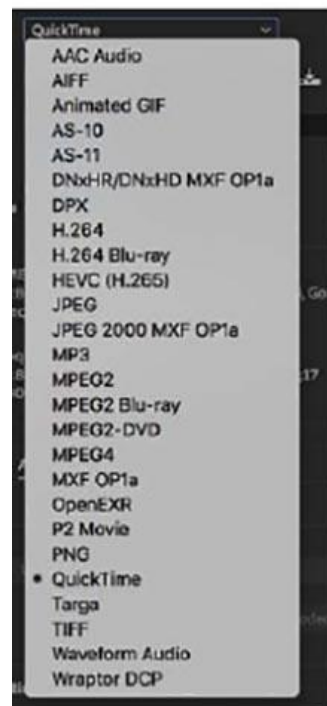 QuickTime
AAC Audio
AIFF
Animated GIF
AS-10
AS-11
DNxHR/DNxHD MXF OP1a
DPX
H.264
H.264 Blu-ray
HEVC (H.265)
JPEG
JPEG 2000 MXF OP1a
MP3
MPEG2
MPEG2 Blu-ray
MPEG2-DVD
MPEG4
MXF OP1a
OpenEXR
P2 Movie
PNG
• QuickTime
Targa
TIFF
Waveform Audio
Wraptor DCP